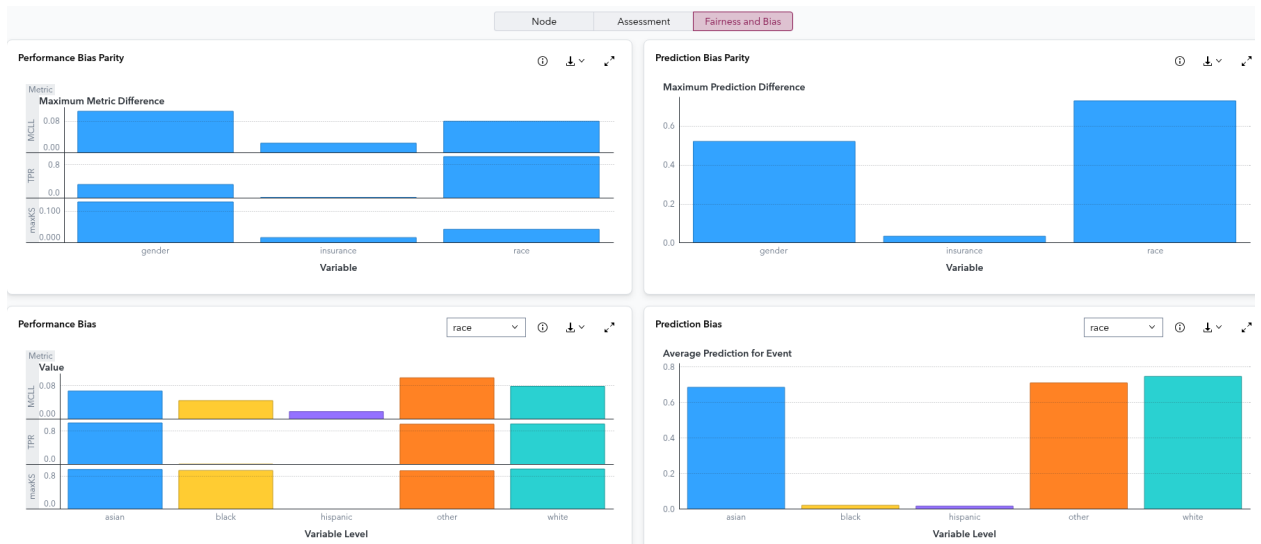 Node Assessment Fairness and Bias
Performance Bias Parity
Metric
Maximum Metric Difference
MCLL
0.08
0.00
TPR
0.8
0.0
maxKS
0.100
0.000
gender insurance race
Variable
Prediction Bias Parity
Maximum Prediction Difference
0.6
0.4
0.2
0.0
gender insurance race
Variable
Performance Bias
race
Metric
Value
MCLL
0.08
0.00
TPR
0.8
0.0
maxKS
0.8
0.0
asian black hispanic other white
Variable Level
Prediction Bias
race
Average Prediction for Event
0.8
0.6
0.4
0.2
0.0
asian black hispanic other white
Variable Level